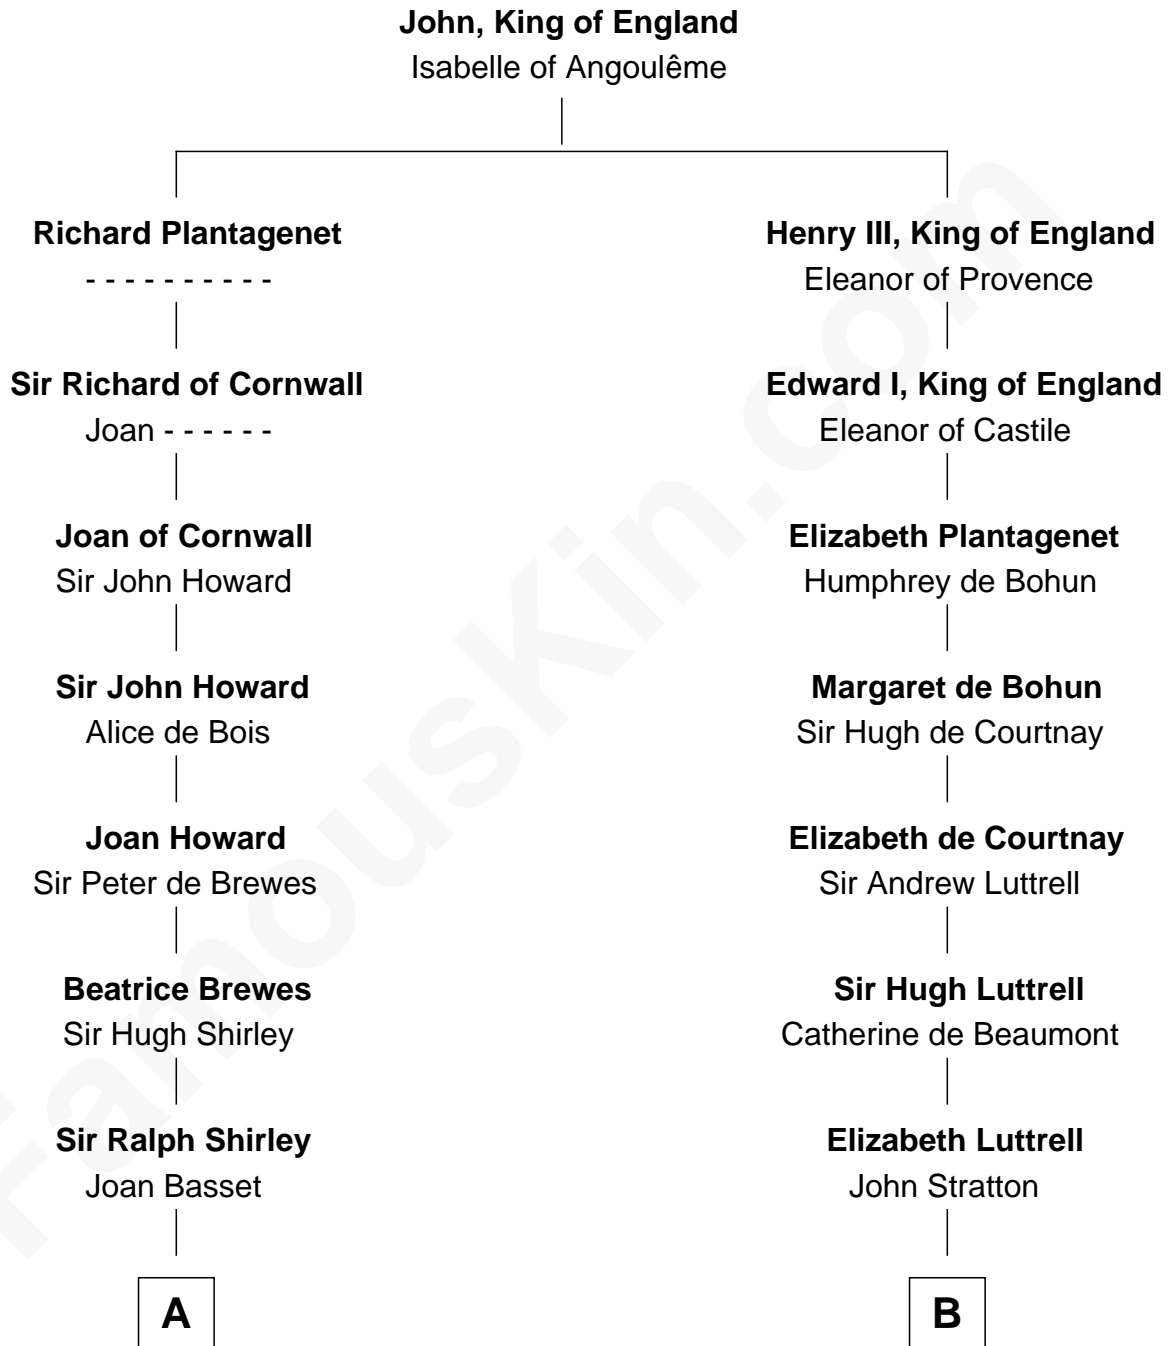 John, King of England
Isabelle of Angoulême
Richard Plantagenet
- - - - - - - - - -
Sir Richard of Cornwall
Joan - - - - - -
Joan of Cornwall
Sir John Howard
Sir John Howard
Alice de Bois
Joan Howard
Sir Peter de Brewes
Beatrice Brewes
Sir Hugh Shirley
Sir Ralph Shirley
Joan Basset
A
Henry III, King of England
Eleanor of Provence
Edward I, King of England
Eleanor of Castile
Elizabeth Plantagenet
Humphrey de Bohun
Margaret de Bohun
Sir Hugh de Courtnay
Elizabeth de Courtnay
Sir Andrew Luttrell
Sir Hugh Luttrell
Catherine de Beaumont
Elizabeth Luttrell
John Stratton
B
FamousKin.com